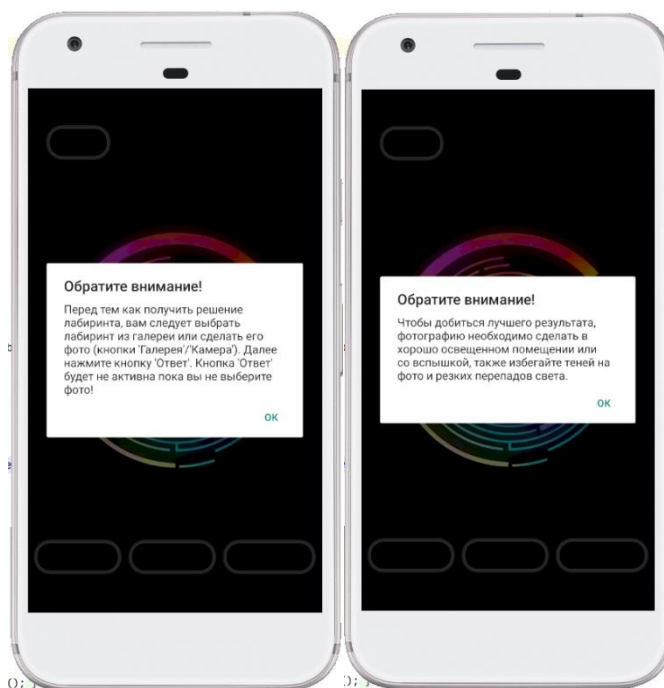 Обратите внимание!
Перед тем как получить решение
лабиринта, вам следует выбрать
лабиринт из галереи или сделать его
фото (кнопки 'Галерея'/'Камера'). Далее
нажмите кнопку 'Ответ'. Кнопка 'Ответ'
будет не активна пока вы не выберите
фото!
ОК
Обратите внимание!
Чтобы добиться лучшего результата,
фотографию необходимо сделать в
хорошо освещенном помещении или
со вспышкой, также избегайте теней на
фото и резких перепадов света.
ОК